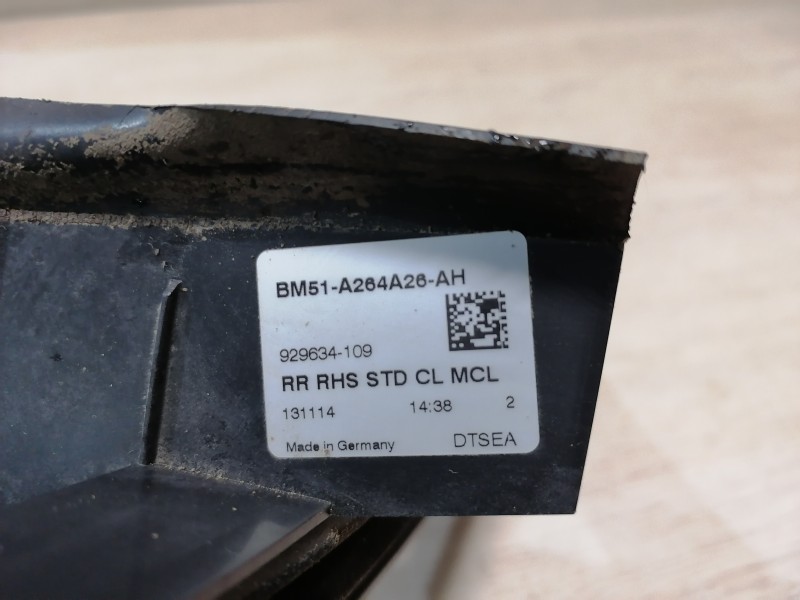 BM51-A264A26-AH
929634-109
RR RHS STD CL MCL
131114 14:38 2
Made in Germany DTSEA